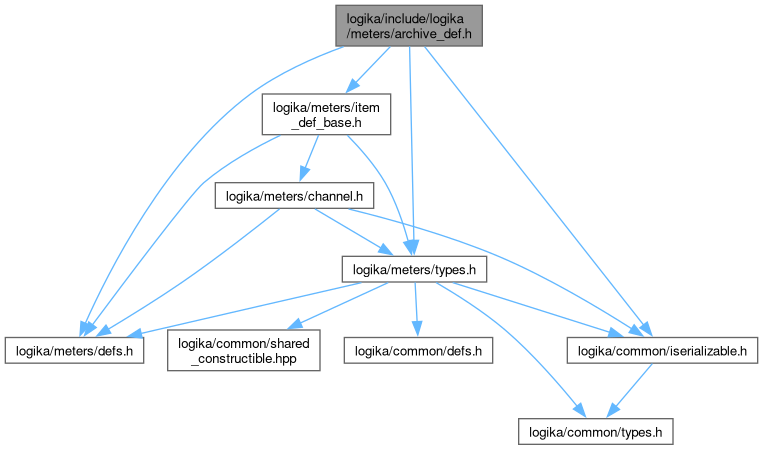 logika/include/logika
/meters/archive_def.h
logika/meters/item
_def_base.h
logika/meters/channel.h
logika/meters/types.h
logika/meters/defs.h
logika/common/shared
_constructible.hpp
logika/common/defs.h
logika/common/iserializable.h
logika/common/types.h